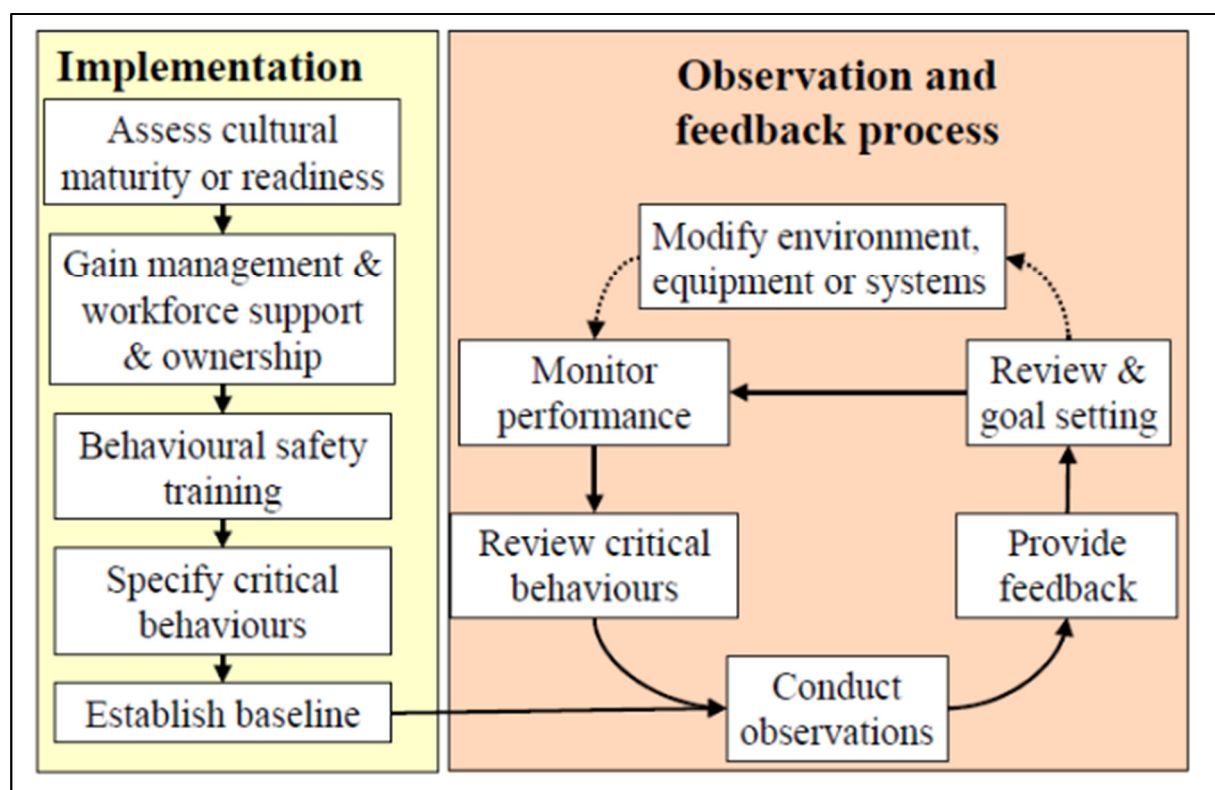 Implementation
Assess cultural
maturity or readiness
Gain management &
workforce support
& ownership
Behavioural safety
training
Specify critical
behaviours
Establish baseline
Observation and
feedback process
Modify environment,
equipment or systems
Monitor
performance
Review &
goal setting
Review critical
behaviours
Provide
feedback
Conduct
observations